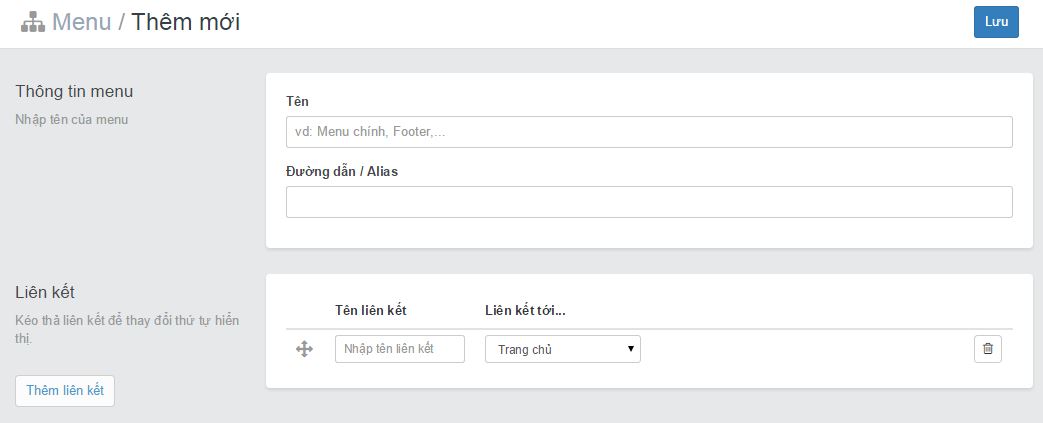 Menu / Thêm mới
Lưu
Thông tin menu
Nhập tên của menu
Tên
vd: Menu chính, Footer,...
Đường dẫn / Alias
Liên kết
Kéo thả liên kết để thay đổi thứ tự hiển
thị.
Thêm liên kết
Tên liên kết
Liên kết tới...
Nhập tên liên kết
Trang chủ